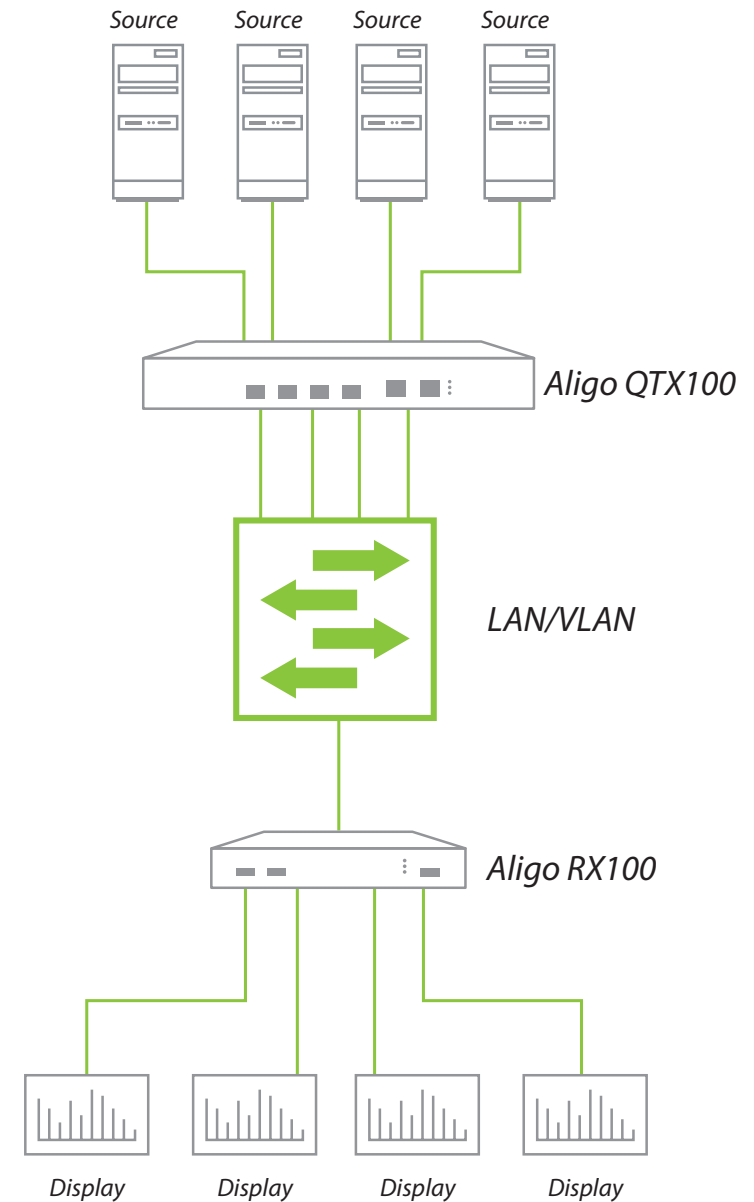 Source
Source
Source
Source
Aligo QTX100
LAN/VLAN
Aligo RX100
Display
Display
Display
Display